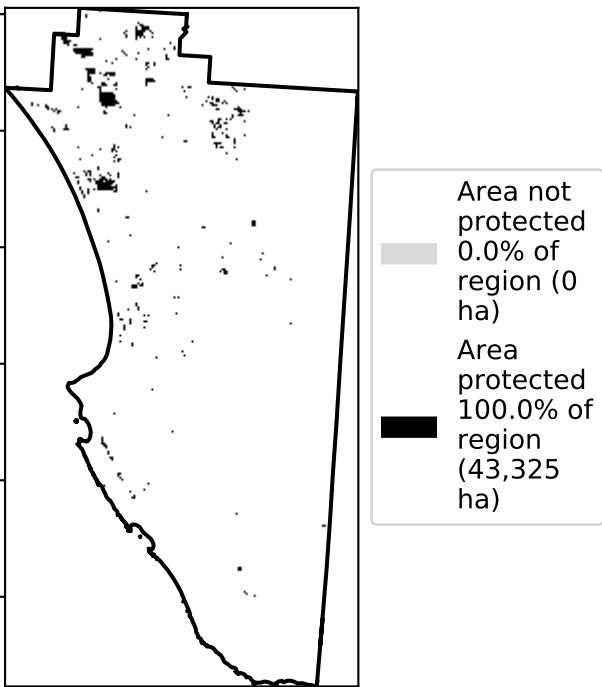 Area not
protected
0.0% of
region (0
ha)
Area
protected
100.0% of
region
(43,325
ha)